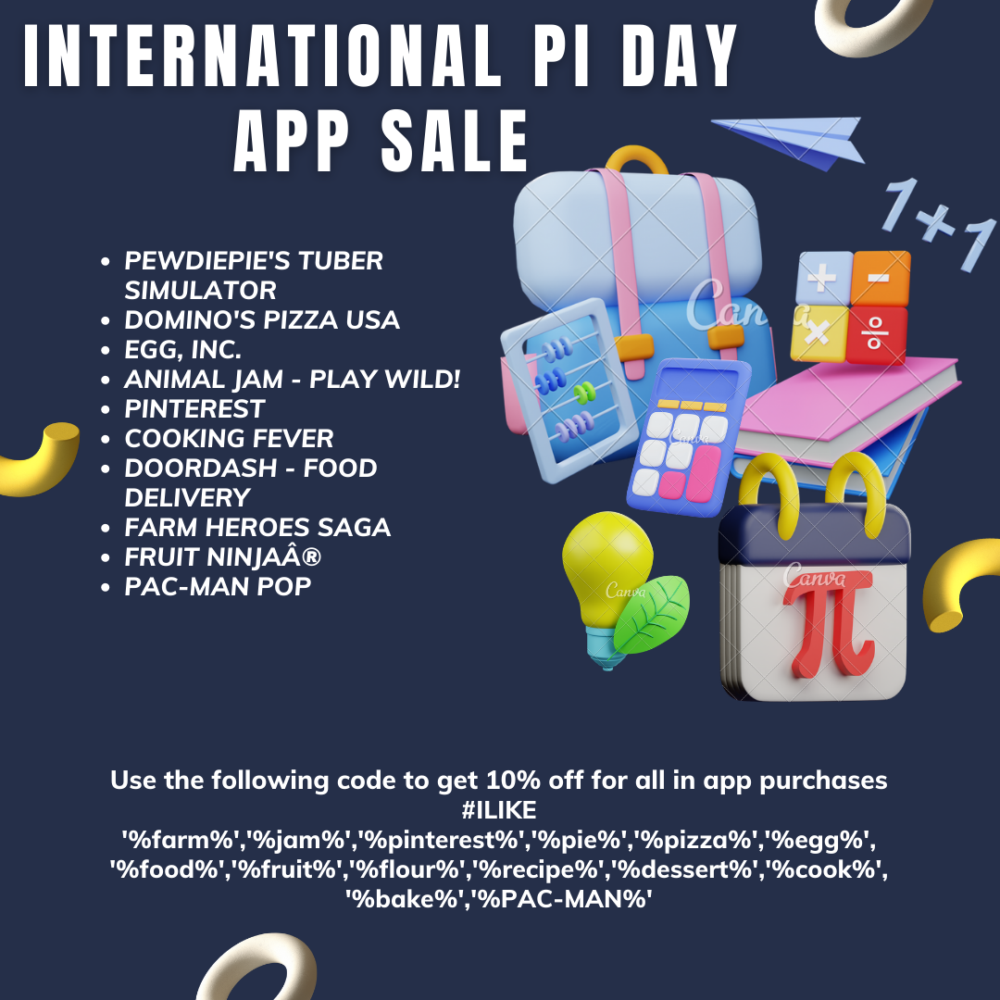 INTERNATIONAL PI DAY
APP SALE
1+1
+ -
× %
• PEWDIEPIE'S TUBER
SIMULATOR
• DOMINO'S PIZZA USA
• EGG, INC.
• ANIMAL JAM - PLAY WILD!
• PINTEREST
• COOKING FEVER
• DOORDASH - FOOD
DELIVERY
• FARM HEROES SAGA
• FRUIT NINJAÂ®
• PAC-MAN POP
Canva
Canva
Canva
Canva
π
Use the following code to get 10% off for all in app purchases
#ILIKE
'%farm%','%jam%','%pinterest%','%pie%','%pizza%','%egg%',
'%food%','%fruit%','%flour%','%recipe%','%dessert%','%cook%',
'%bake%','%PAC-MAN%'